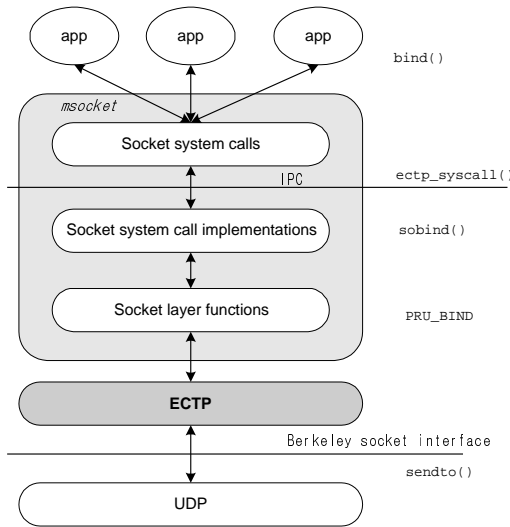 app app app
bind()
msocket
Socket system calls
IPC
ectp_syscall()
Socket system call implementations
sobind()
Socket layer functions
PRU_BIND
ECTP
Berkeley socket interface
sendto()
UDP